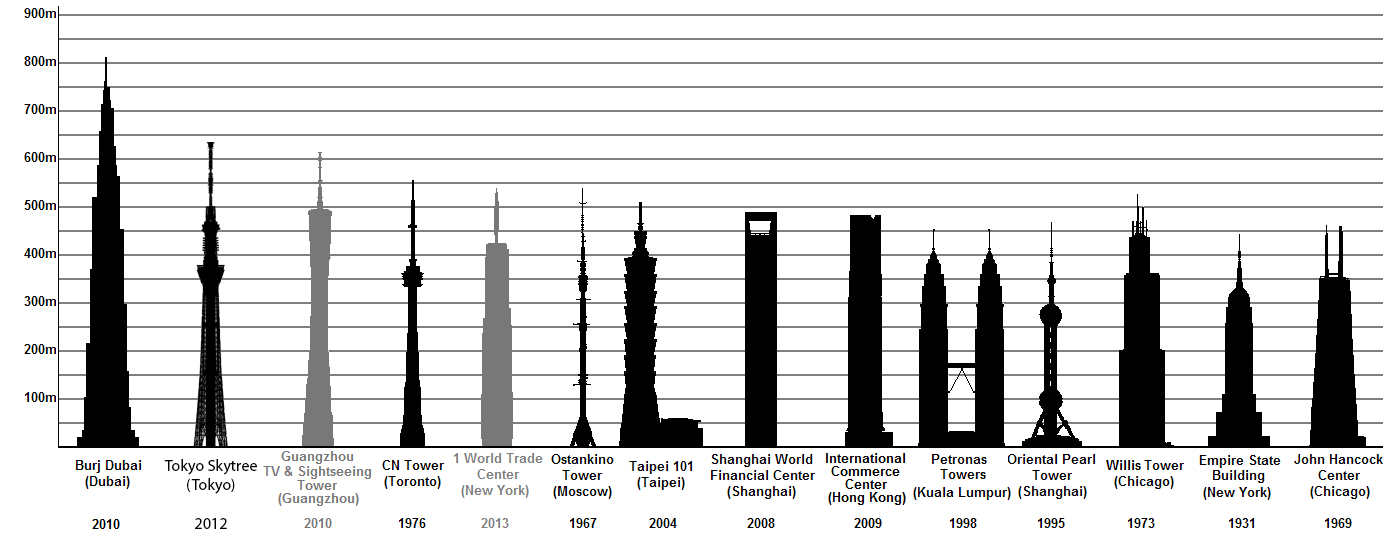 900m
800m
700m
600m
500m
400m
300m
200m
100m
Burj Dubai
(Dubai)
2010
Tokyo Skytree
(Tokyo)
2012
Guangzhou
TV & Sightseeing
Tower
(Guangzhou)
2010
CN Tower
(Toronto)
1976
1 World Trade
Center
(New York)
2013
Ostankino
Tower
(Moscow)
1967
Taipei 101
(Taipei)
2004
Shanghai World
Financial Center
(Shanghai)
2008
International
Commerce
Center
(Hong Kong)
2009
Petronas
Towers
(Kuala Lumpur)
1998
Oriental Pearl
Tower
(Shanghai)
1995
Willis Tower
(Chicago)
1973
Empire State
Building
(New York)
1931
John Hancock
Center
(Chicago)
1969